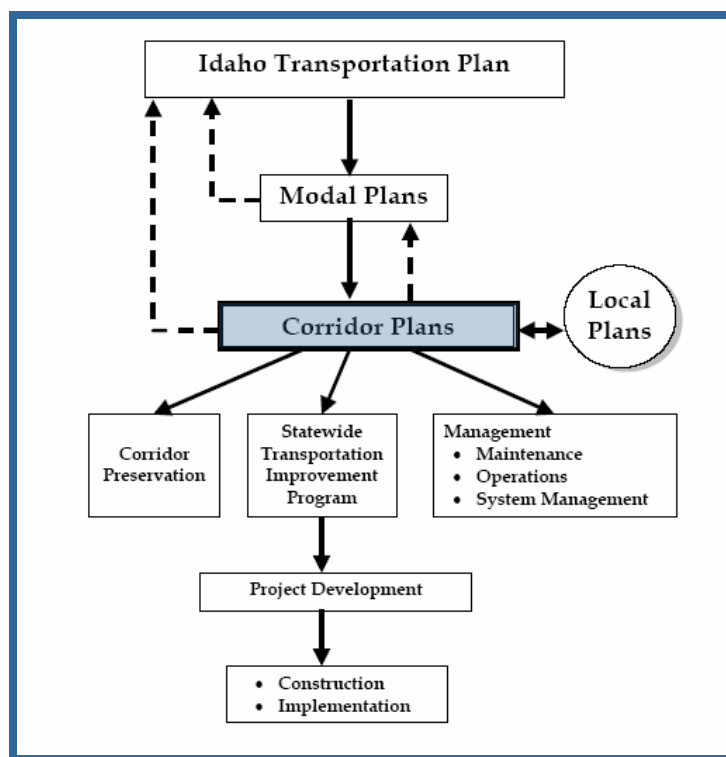 Idaho Transportation Plan
Modal Plans
Corridor Plans
Local
Plans
Corridor
Preservation
Statewide
Transportation
Improvement
Program
Management
• Maintenance
• Operations
• System Management
Project Development
• Construction
• Implementation